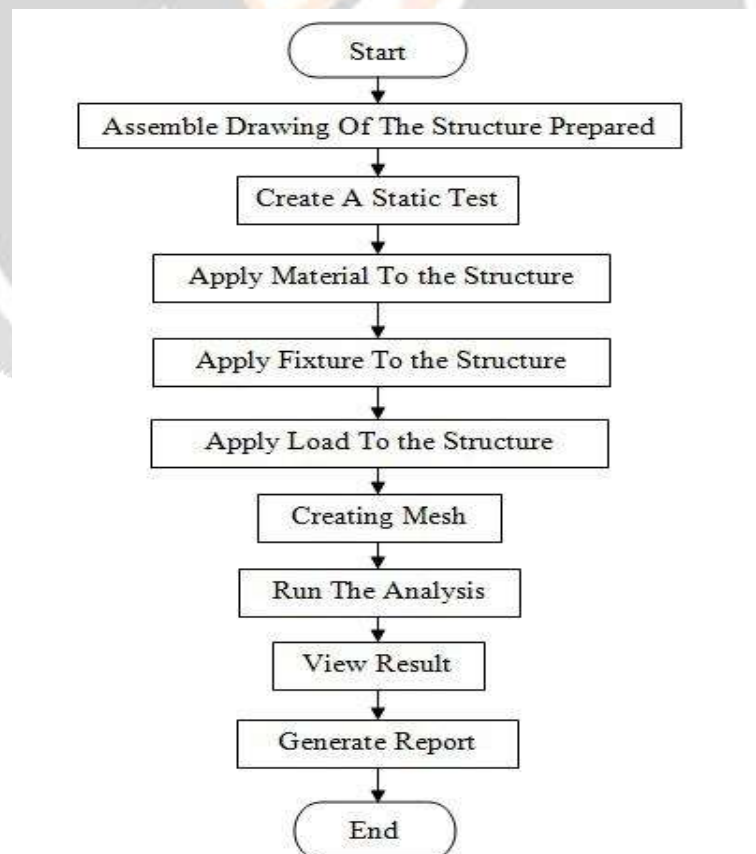 Start
Assemble Drawing Of The Structure Prepared
Create A Static Test
Apply Material To the Structure
Apply Fixture To the Structure
Apply Load To the Structure
Creating Mesh
Run The Analysis
View Result
Generate Report
End